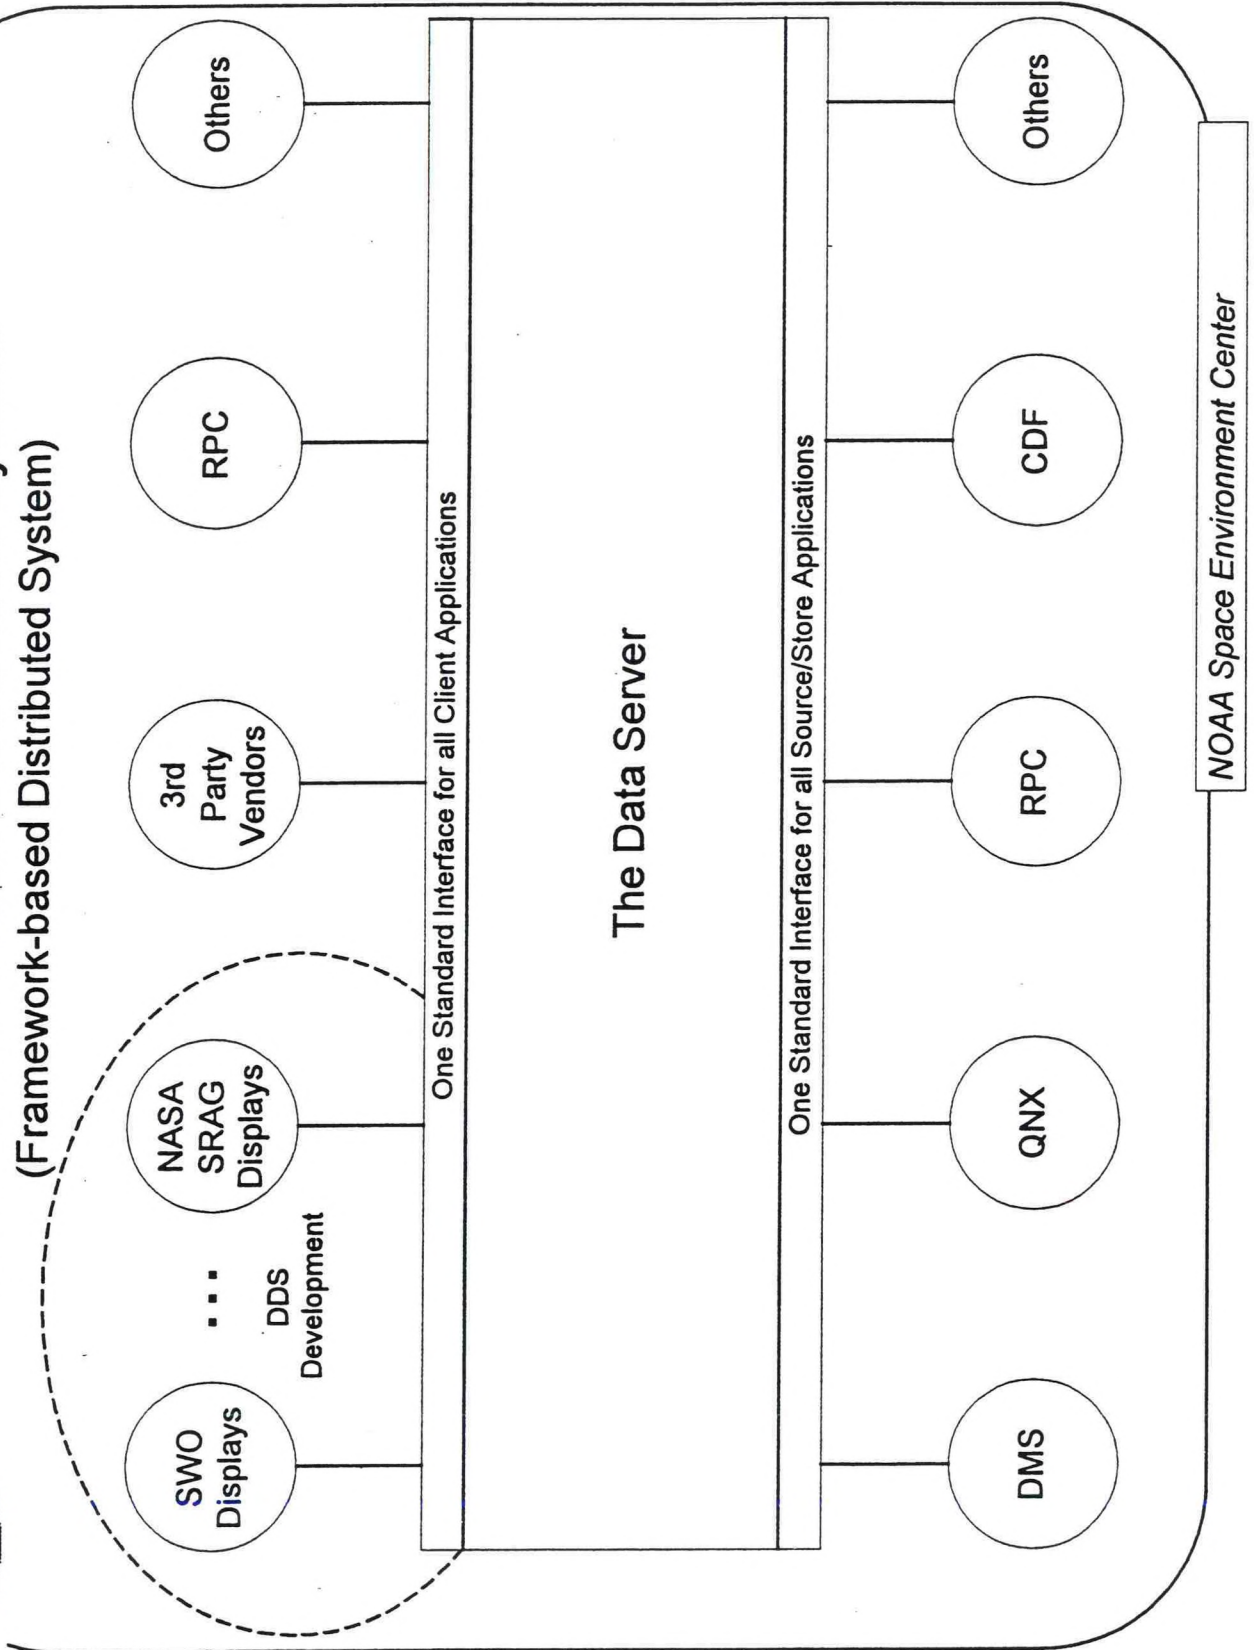 (Framework-based Distributed System)
SWO
Displays
...
DDS
Development
NASA
SRAG
Displays
3rd
Party
Vendors
RPC
Others
One Standard Interface for all Client Applications
The Data Server
One Standard Interface for all Source/Store Applications
DMS
QNX
RPC
CDF
Others
NOAA Space Environment Center